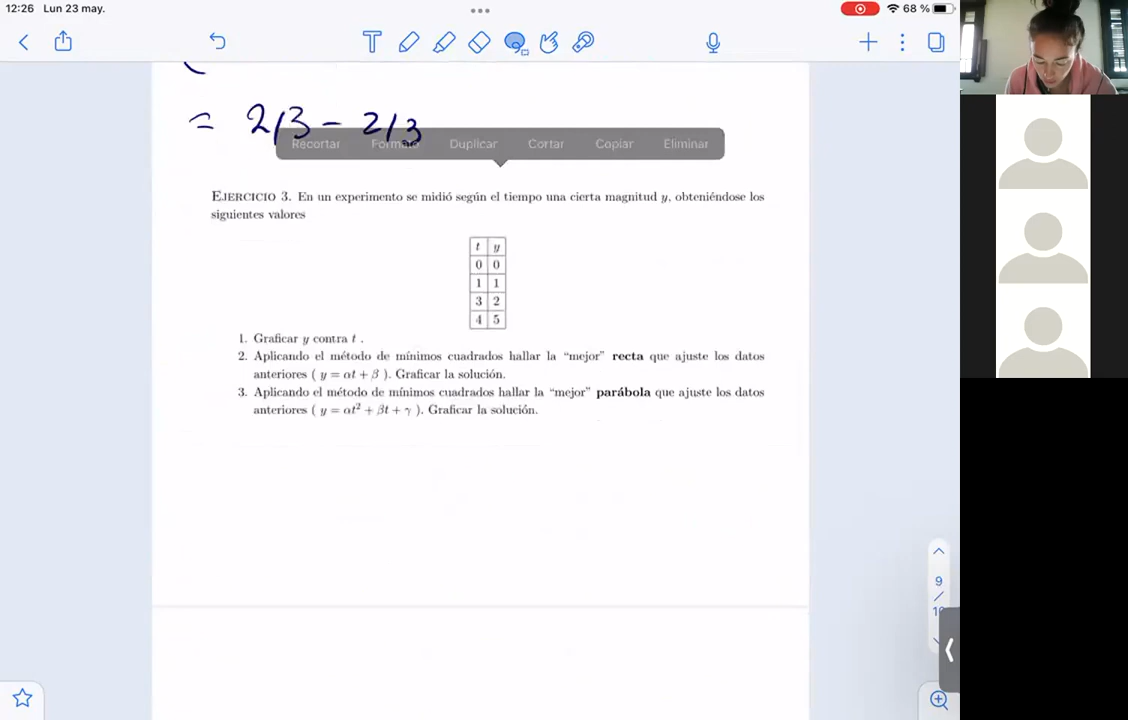 12:26 Lun 23 may. 68 %
= 2/3 - 2/3
Recortar Formato Duplicar Cortar Copiar Eliminar
EJERCICIO 3. En un experimento se midió según el tiempo una cierta magnitud y, obteniéndose los
siguientes valores
t y
0 0
1 1
3 2
4 5
1. Graficar y contra t .
2. Aplicando el método de mínimos cuadrados hallar la “mejor” recta que ajuste los datos
anteriores ( y = αt + β ). Graficar la solución.
3. Aplicando el método de mínimos cuadrados hallar la “mejor” parábola que ajuste los datos
anteriores ( y = αt² + βt + γ ). Graficar la solución.
9
/